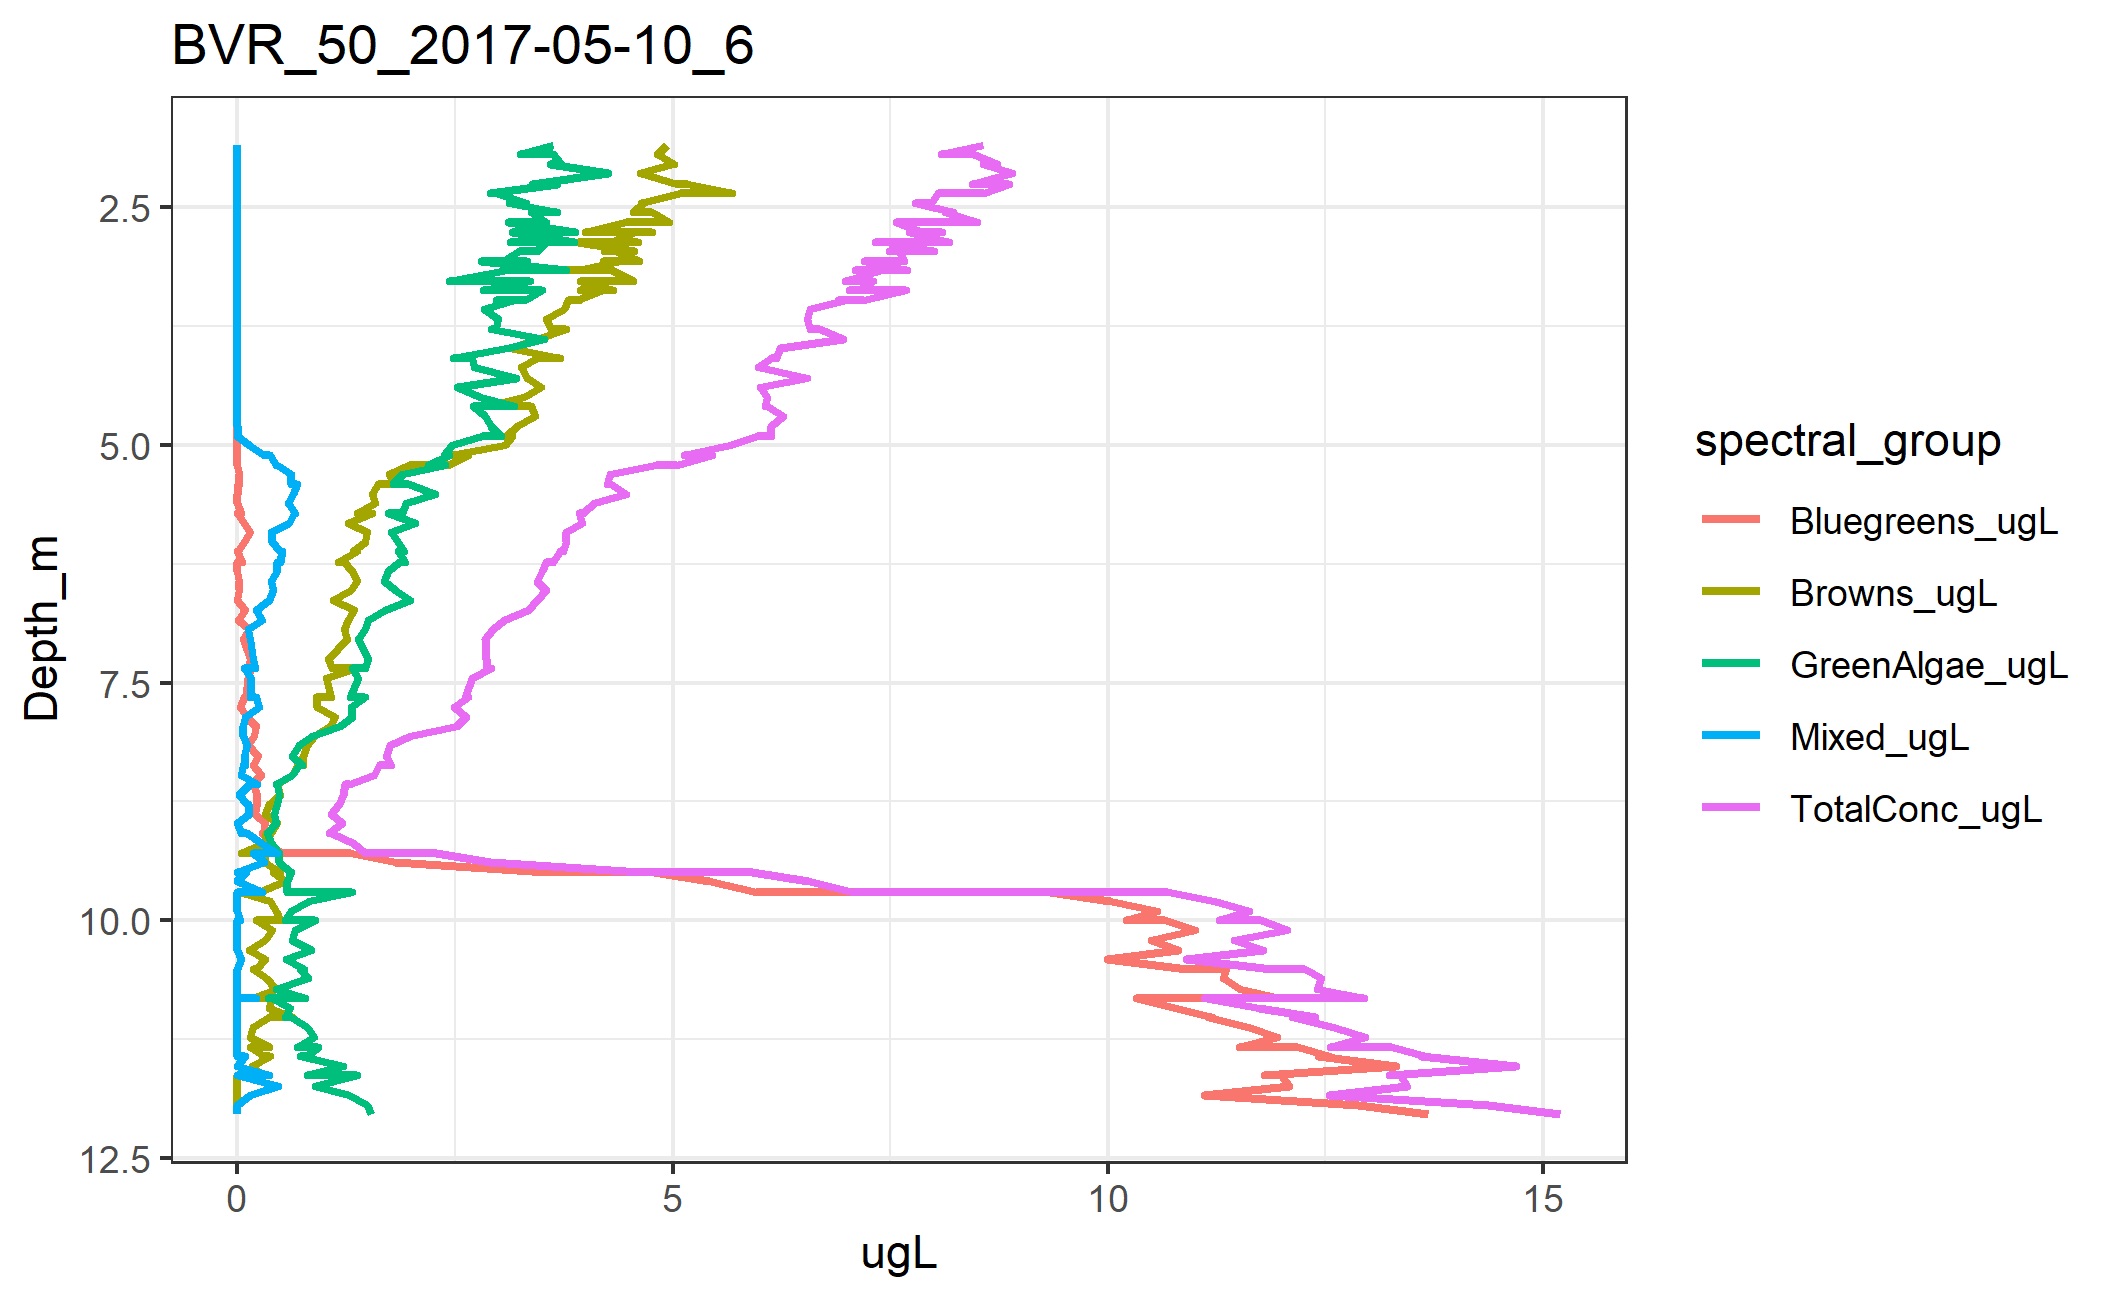 BVR_50_2017-05-10_6
Depth_m
2.5
5.0
7.5
10.0
12.5
0 5 10 15
ugL
spectral_group
Bluegreens_ugL
Browns_ugL
GreenAlgae_ugL
Mixed_ugL
TotalConc_ugL